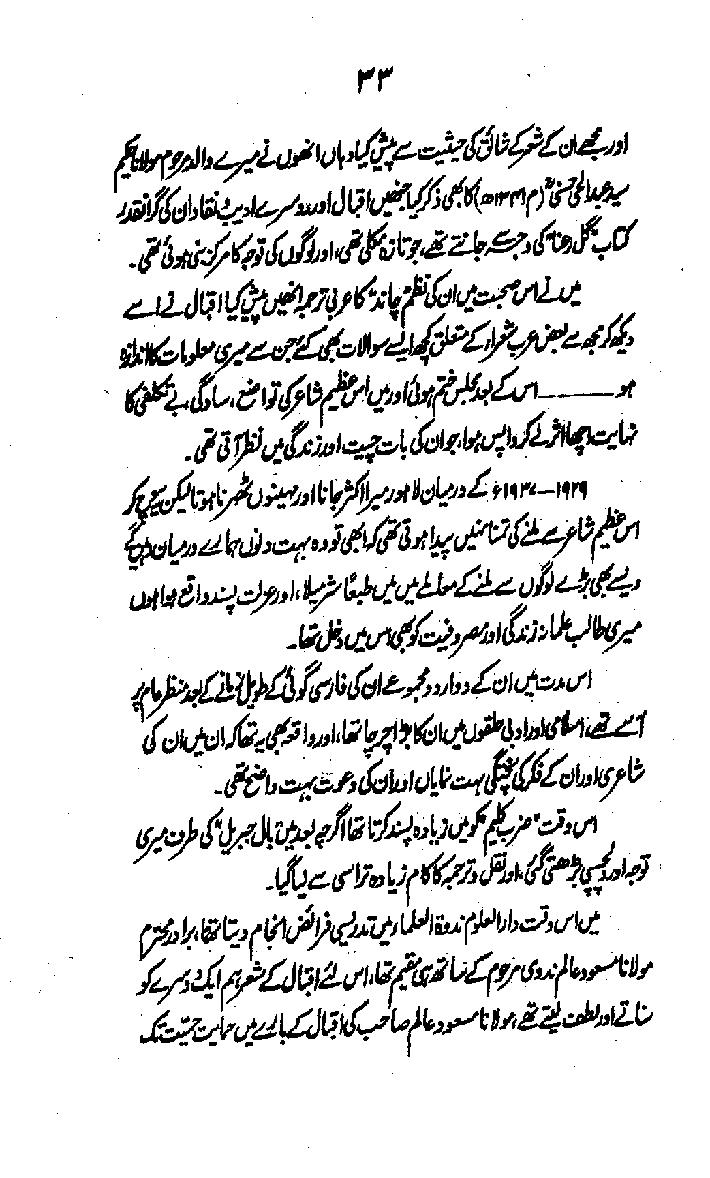 ۳۳
اور مجھے ان کے شعر کے شائق کی حیثیت سے پیش کیا وہاں انھوں نے میرے والد مرحوم مولانا حکیم
سید عبدالحی حسنیؒ (م ۱۳۴۱ھ) کا بھی ذکر کیا جنھیں اقبال اور دوسرے ادیب و نقاد ان کی گرانقدر
کتاب "گل رعنا" کی وجہ سے جانتے تھے، جو تازہ نکلی تھی، اور لوگوں کی توجہ کا مرکز بنی ہوئی تھی۔
میں نے اس صحبت میں ان کی نظم "چاند" کا عربی ترجمہ انھیں پیش کیا اقبال نے اسے
دیکھ کر مجھ سے بعض عرب شعراء کے متعلق کچھ ایسے سوالات بھی کئے جن سے میری معلومات کا اندازہ
ہو ـــــــ اس کے بعد مجلس ختم ہوئی اور میں اس عظیم شاعر کی تواضع، سادگی، بے تکلفی کا
نہایت اچھا اثر لے کر واپس ہوا، جو ان کی بات چیت اور زندگی میں نظر آتی تھی۔
۱۹۲۹–۱۹۳۷ء کے درمیان لاہور میرا اکثر جانا اور مہینوں ٹھہرنا ہوتا لیکن یہ سوچ کر
اس عظیم شاعر سے ملنے کی تمنا نہیں پیدا ہوتی تھی کہ ابھی تو وہ بہت دنوں ہمارے درمیان رہیں گے
ویسے بھی بڑے لوگوں سے ملنے کے معاملے میں میں طبعاً شرمیلا، اور عزلت پسند واقع ہوا ہوں
میری طالب علمانہ زندگی اور مصروفیت کو بھی اس میں دخل تھا۔
اس مدت میں ان کے دو اردو مجموعے ان کی فارسی گوئی کے طویل زمانے کے بعد منظر عام پر
آئے تھے، اسلامی اور ادبی حلقوں میں ان کا بڑا چرچا تھا، اور واقعہ بھی یہ تھا کہ ان میں ان کی
شاعری اور ان کے فکر کی پختگی بہت نمایاں اور ان کی دعوت بہت واضح تھی۔
اس وقت "ضرب کلیم" کو میں زیادہ پسند کرتا تھا اگرچہ بعد میں "بال جبریل" کی طرف میری
توجہ اور دلچسپی بڑھتی گئی، اور نقل و ترجمہ کا کام زیادہ تر اسی سے لیا گیا۔
میں اس وقت دارالعلوم ندوۃ العلماء میں تدریسی فرائض انجام دیتا تھا، برادر محترم
مولانا مسعود عالم ندوی مرحوم کے ساتھ ہی مقیم تھا، اس لئے اقبال کے شعر ہم ایک دوسرے کو
سناتے اور لطف لیتے تھے، مولانا مسعود عالم صاحب کی اقبال کے بارے میں حمایت حمیّت تک